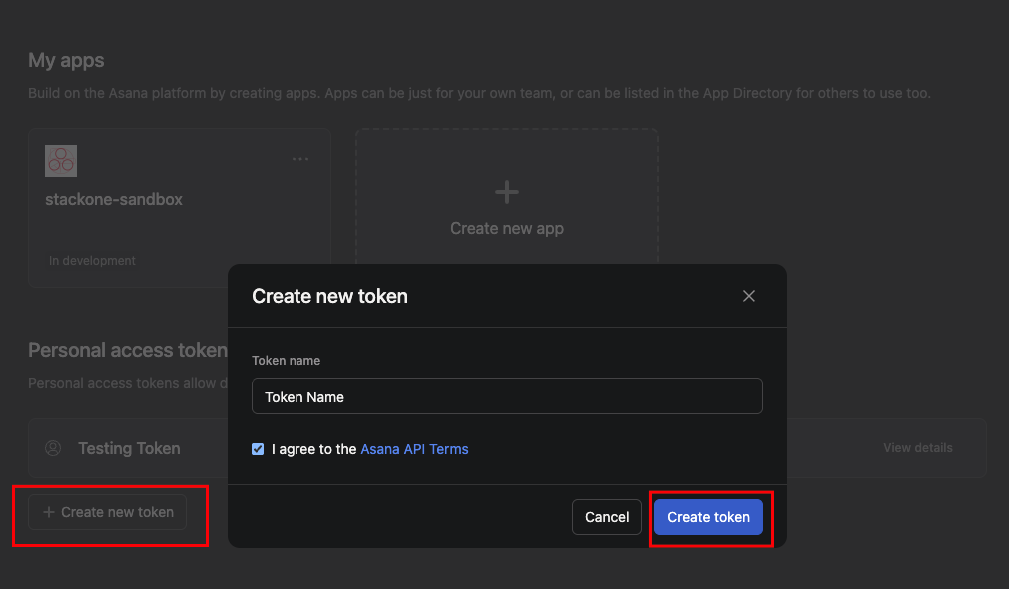 My apps
Build on the Asana platform by creating apps. Apps can be just for your own team, or can be listed in the App Directory for others to use too.
stackone-sandbox
In development
Create new app
Create new token
Token name
Token Name
I agree to the Asana API Terms
Cancel
Create token
Personal access token
Personal access tokens allow d
Testing Token
View details
+ Create new token